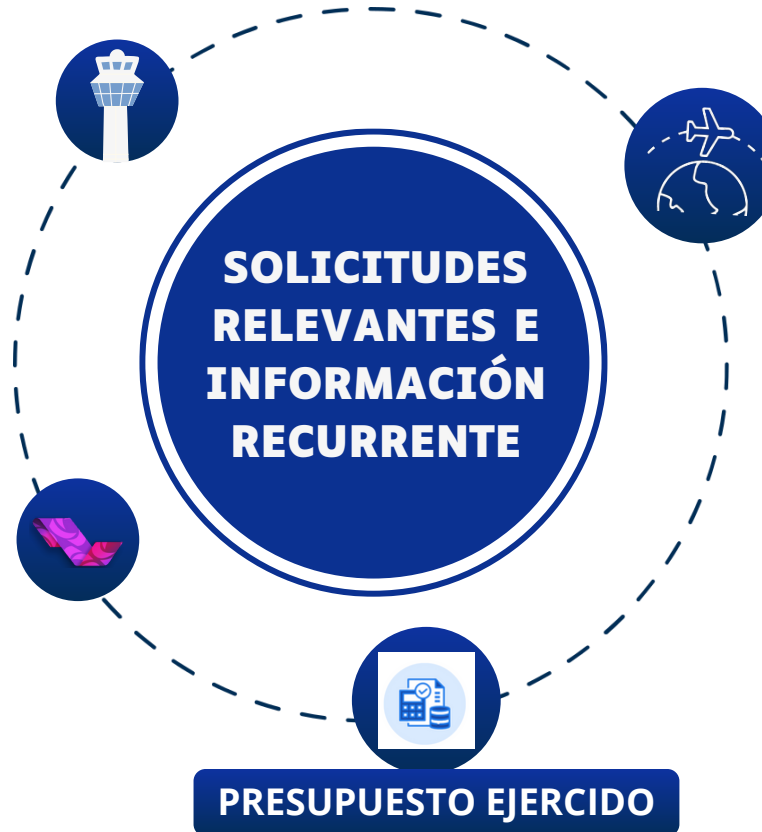 SOLICITUDES
RELEVANTES E
INFORMACIÓN
RECURRENTE
PRESUPUESTO EJERCIDO